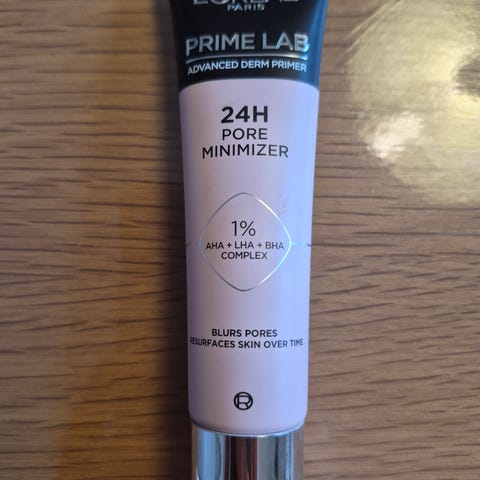 L'ORÉAL
PARIS
PRIME LAB
ADVANCED DERM PRIMER
24H
PORE
MINIMIZER
1%
AHA + LHA + BHA
COMPLEX
BLURS PORES
RESURFACES SKIN OVER TIME